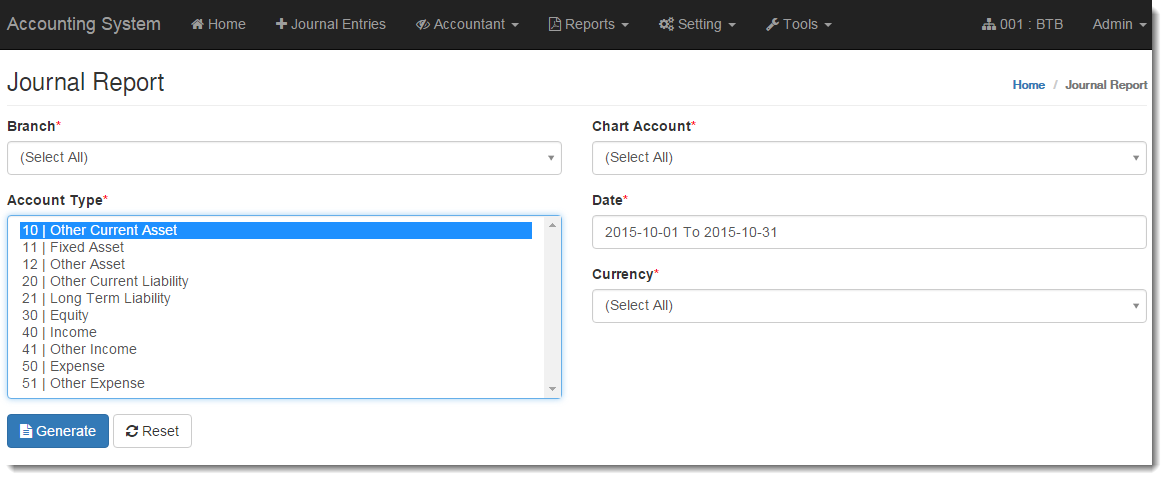 Accounting System Home Journal Entries Accountant Reports Setting Tools 001 : BTB Admin
Journal Report
Home / Journal Report
Branch*
(Select All)
Account Type*
10 | Other Current Asset
11 | Fixed Asset
12 | Other Asset
20 | Other Current Liability
21 | Long Term Liability
30 | Equity
40 | Income
41 | Other Income
50 | Expense
51 | Other Expense
Chart Account*
(Select All)
Date*
2015-10-01 To 2015-10-31
Currency*
(Select All)
Generate Reset